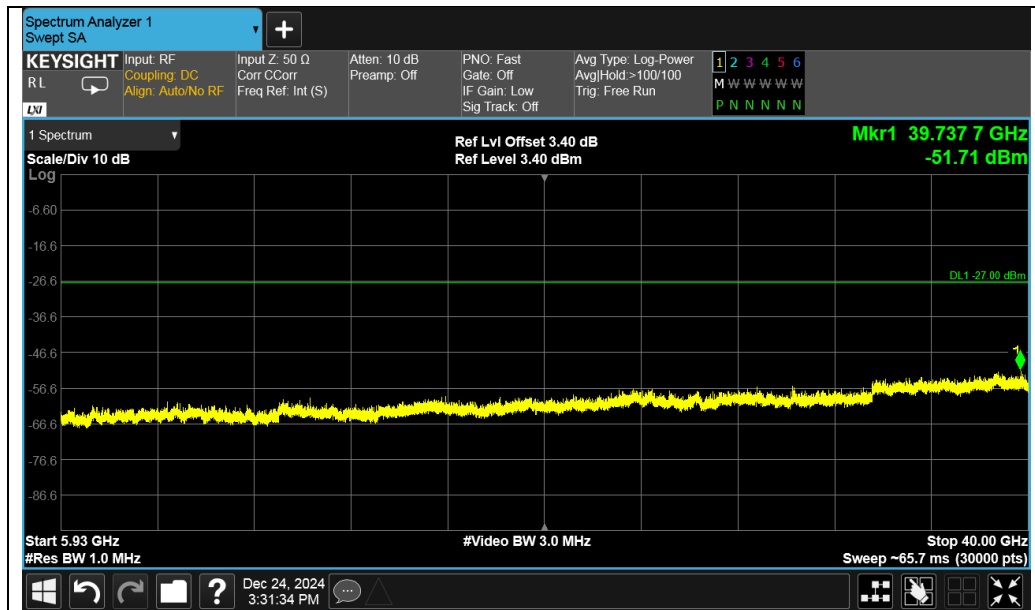 Spectrum Analyzer 1
Swept SA
KEYSIGHT
RL
LXI
Input: RF
Coupling: DC
Align: Auto/No RF
Input Z: 50 Ω
Corr CCorr
Freq Ref: Int (S)
Atten: 10 dB
Preamp: Off
PNO: Fast
Gate: Off
IF Gain: Low
Sig Track: Off
Avg Type: Log-Power
Avg|Hold:>100/100
Trig: Free Run
1 2 3 4 5 6
M W W W W W
P N N N N N
1 Spectrum
Scale/Div 10 dB
Ref Lvl Offset 3.40 dB
Ref Level 3.40 dBm
Mkr1 39.737 7 GHz
-51.71 dBm
Log
-6.60
-16.6
-26.6
DL1 -27.00 dBm
-36.6
-46.6
1
-56.6
-66.6
-76.6
-86.6
Start 5.93 GHz
#Video BW 3.0 MHz
Stop 40.00 GHz
#Res BW 1.0 MHz
Sweep ~65.7 ms (30000 pts)
?
Dec 24, 2024
3:31:34 PM